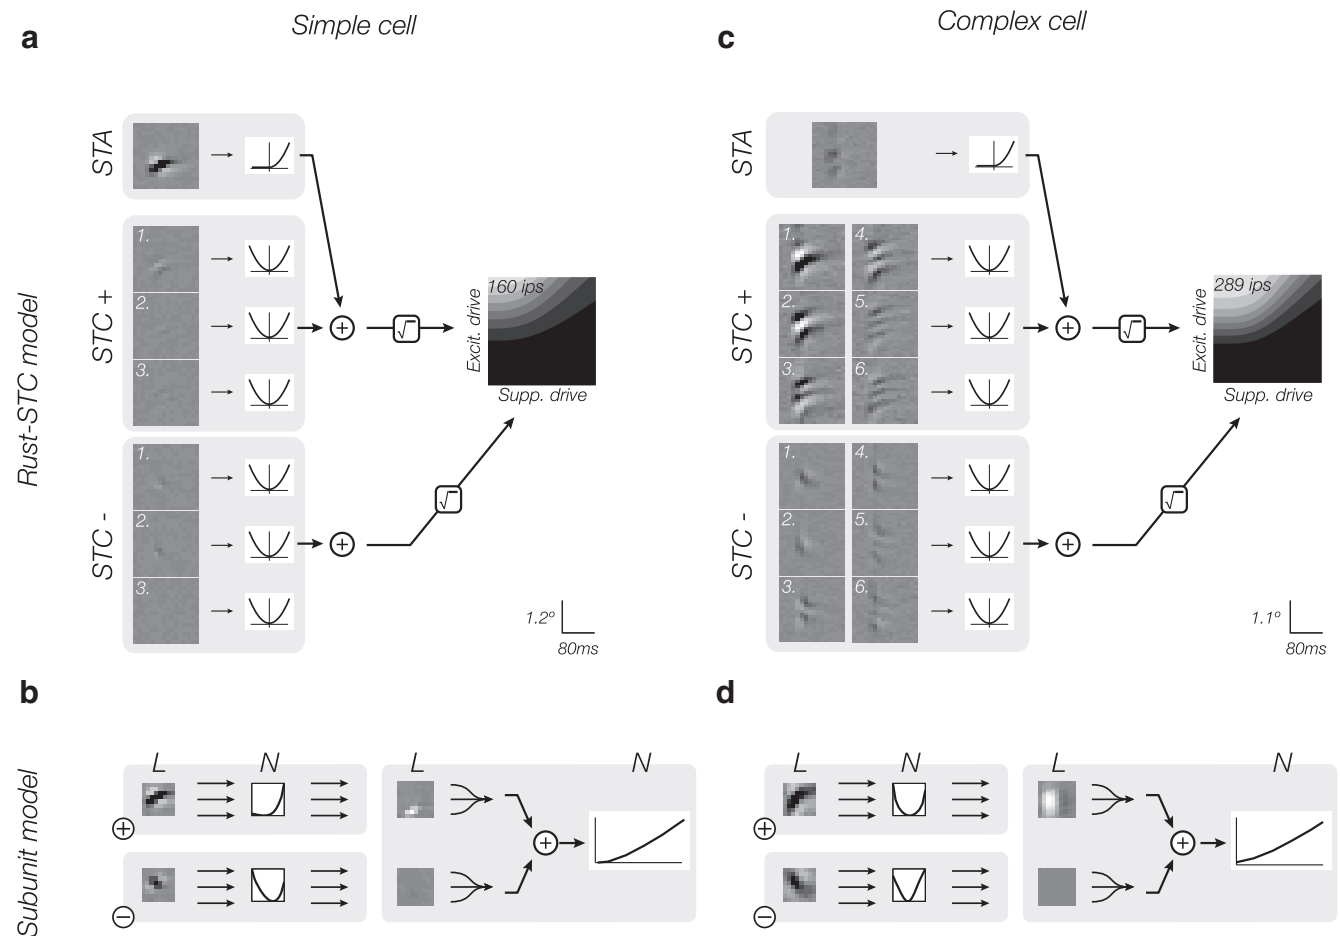 a
Simple cell
STA
Rust-STC model
STC +
1.
2.
3.
STC -
1.
2.
3.
160 ips
Excit. drive
Supp. drive
1.2º
80ms
c
Complex cell
STA
STC +
1.
4.
2.
5.
3.
6.
STC -
1.
4.
2.
5.
3.
6.
289 ips
Excit. drive
Supp. drive
1.1º
80ms
b
Subunit model
L
N
L
N
d
L
N
L
N